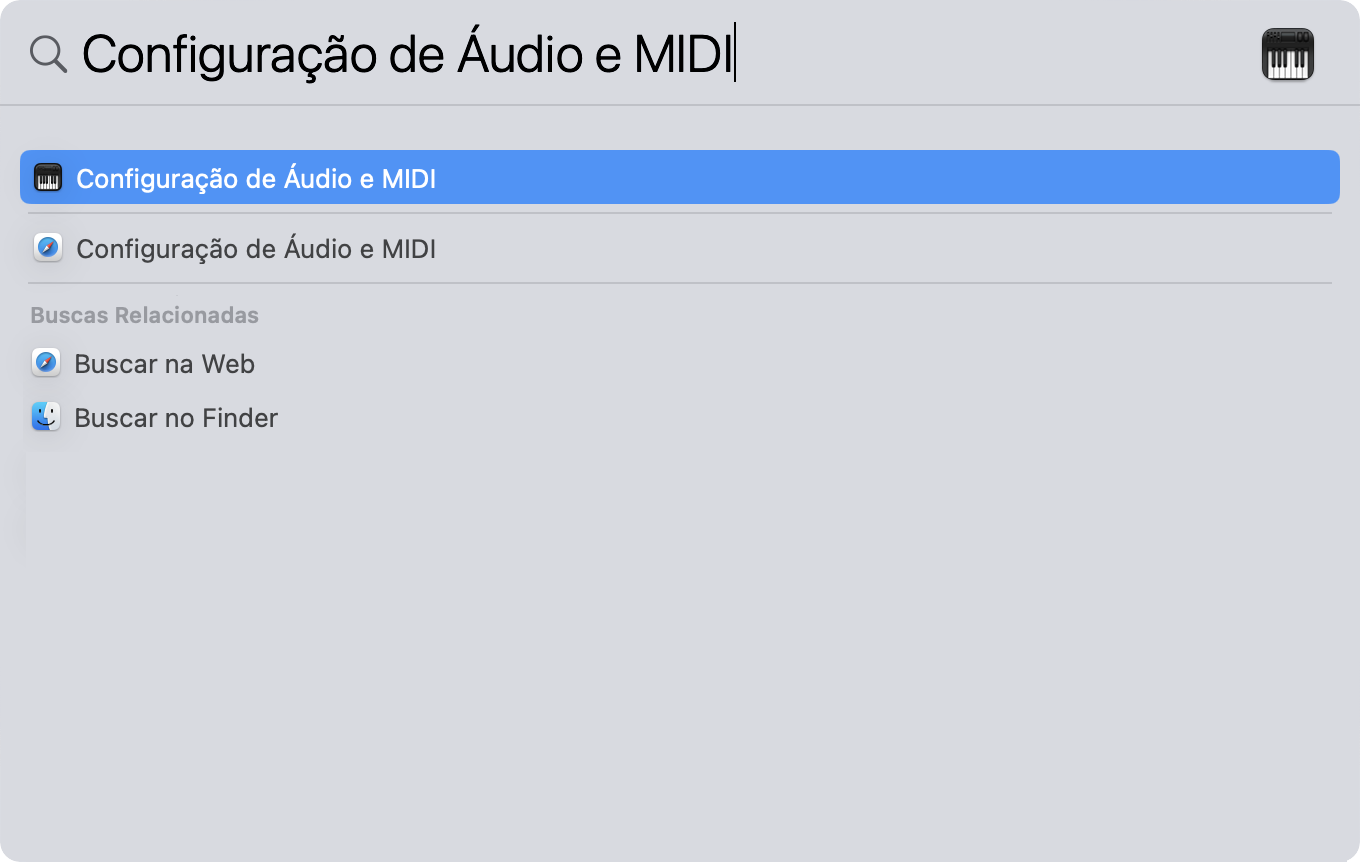 Configuração de Áudio e MIDI
Configuração de Áudio e MIDI
Configuração de Áudio e MIDI
Buscas Relacionadas
Buscar na Web
Buscar no Finder